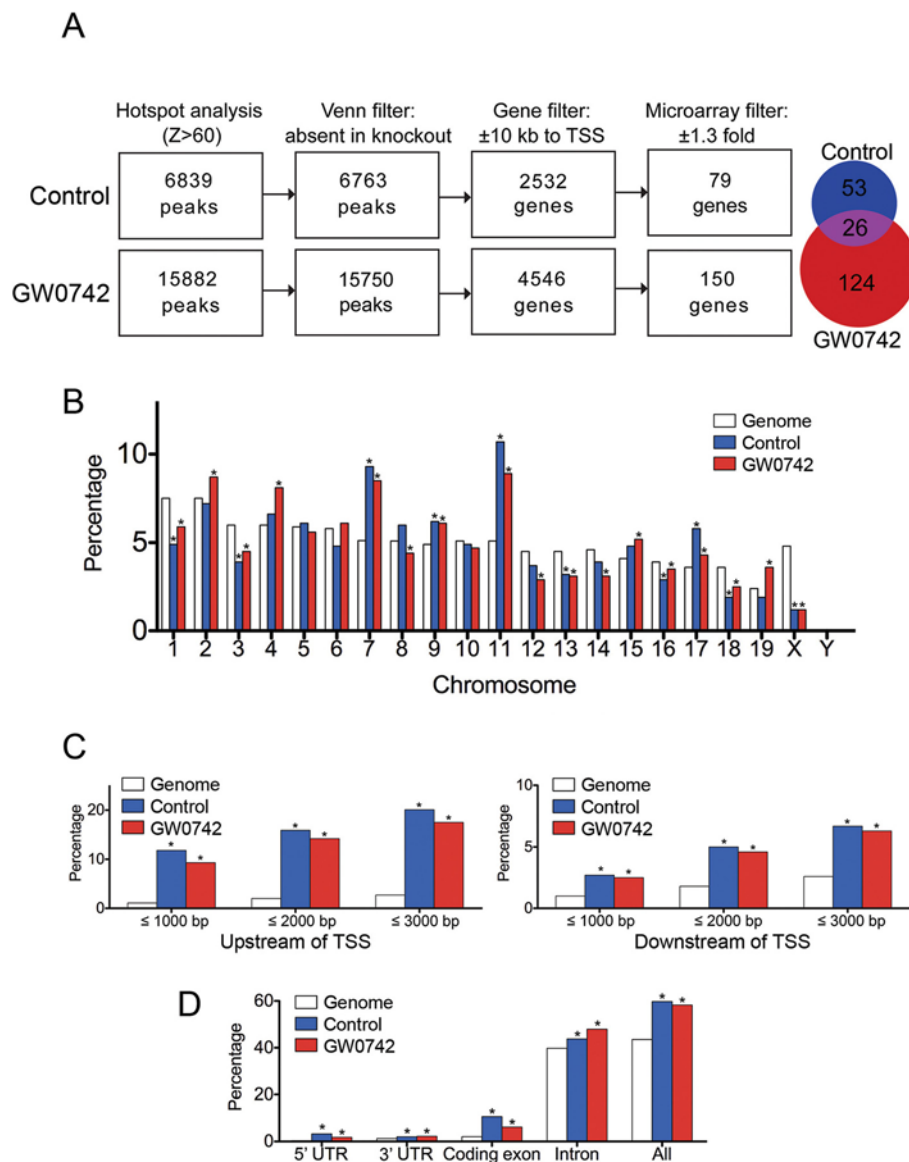 A
Hotspot analysis
(Z>60)
Venn filter:
absent in knockout
Gene filter:
±10 kb to TSS
Microarray filter:
±1.3 fold
Control
6839
peaks
6763
peaks
2532
genes
79
genes
GW0742
15882
peaks
15750
peaks
4546
genes
150
genes
Control
53
26
124
GW0742
B
Genome
Control
GW0742
Percentage
10
5
0
* * * * * * * * * * * * * * * * * * * * * * * * * * *
1 2 3 4 5 6 7 8 9 10 11 12 13 14 15 16 17 18 19 X Y
Chromosome
C
Genome
Control
GW0742
Percentage
20
10
0
* * * * * *
≤ 1000 bp ≤ 2000 bp ≤ 3000 bp
Upstream of TSS
Genome
Control
GW0742
Percentage
10
5
0
* * * * * *
≤ 1000 bp ≤ 2000 bp ≤ 3000 bp
Downstream of TSS
D
Genome
Control
GW0742
Percentage
60
40
20
0
* * * * * * * * * *
5' UTR 3' UTR Coding exon Intron All